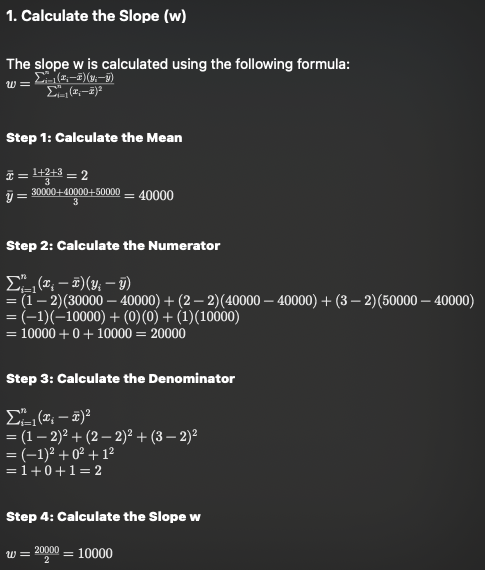 1. Calculate the Slope (w)
The slope w is calculated using the following formula:
w = \frac{\sum_{i=1}^{n}(x_i-\bar{x})(y_i-\bar{y})}{\sum_{i=1}^{n}(x_i-\bar{x})^2}
Step 1: Calculate the Mean
\bar{x} = \frac{1+2+3}{3} = 2
\bar{y} = \frac{30000+40000+50000}{3} = 40000
Step 2: Calculate the Numerator
\sum_{i=1}^{n}(x_i - \bar{x})(y_i - \bar{y})
= (1 – 2)(30000 – 40000) + (2 – 2)(40000 – 40000) + (3 – 2)(50000 – 40000)
= (–1)(–10000) + (0)(0) + (1)(10000)
= 10000 + 0 + 10000 = 20000
Step 3: Calculate the Denominator
\sum_{i=1}^{n}(x_i - \bar{x})^2
= (1 – 2)² + (2 – 2)² + (3 – 2)²
= (–1)² + 0² + 1²
= 1 + 0 + 1 = 2
Step 4: Calculate the Slope w
w = \frac{20000}{2} = 10000